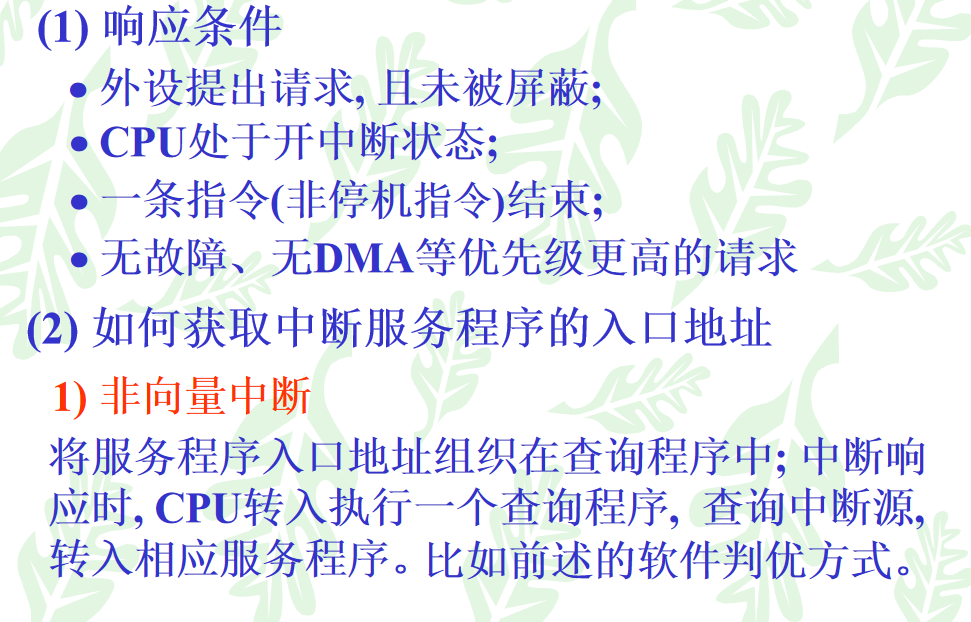 (1) 响应条件
• 外设提出请求, 且未被屏蔽;
• CPU处于开中断状态;
• 一条指令(非停机指令)结束;
• 无故障、无DMA等优先级更高的请求
(2) 如何获取中断服务程序的入口地址
1) 非向量中断
将服务程序入口地址组织在查询程序中; 中断响
应时, CPU转入执行一个查询程序, 查询中断源,
转入相应服务程序。比如前述的软件判优方式。